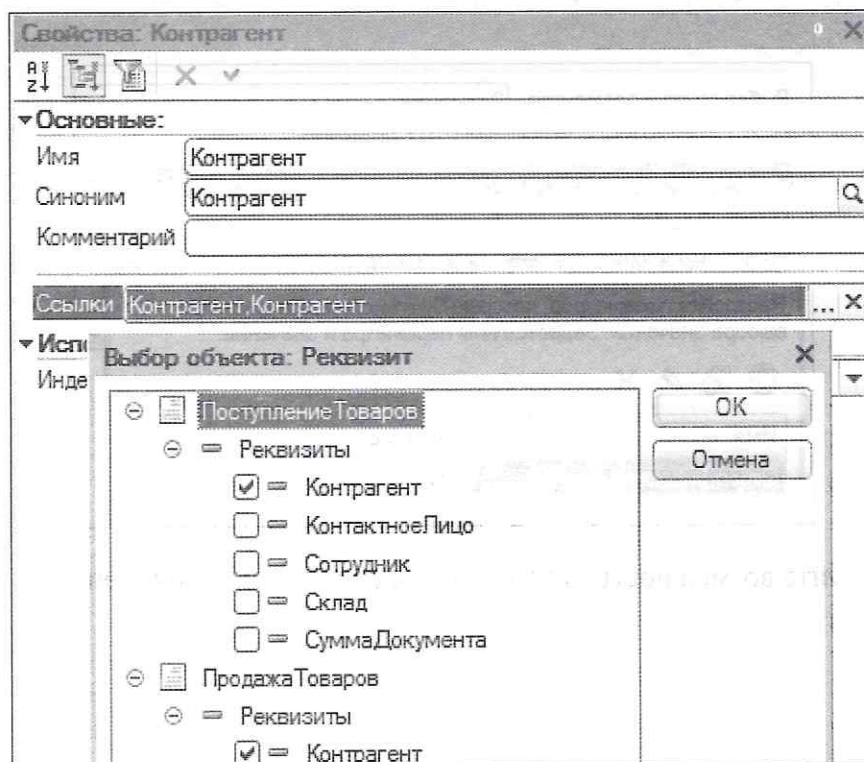 Свойства: Контрагент
Основные:
Имя Контрагент
Синоним Контрагент
Комментарий
Ссылки Контрагент,Контрагент ...
Выбор объекта: Реквизит
ПоступлениеТоваров
ОК
Реквизиты
Отмена
Контрагент
КонтактноеЛицо
Сотрудник
Склад
СуммаДокумента
ПродажаТоваров
Реквизиты
Контрагент